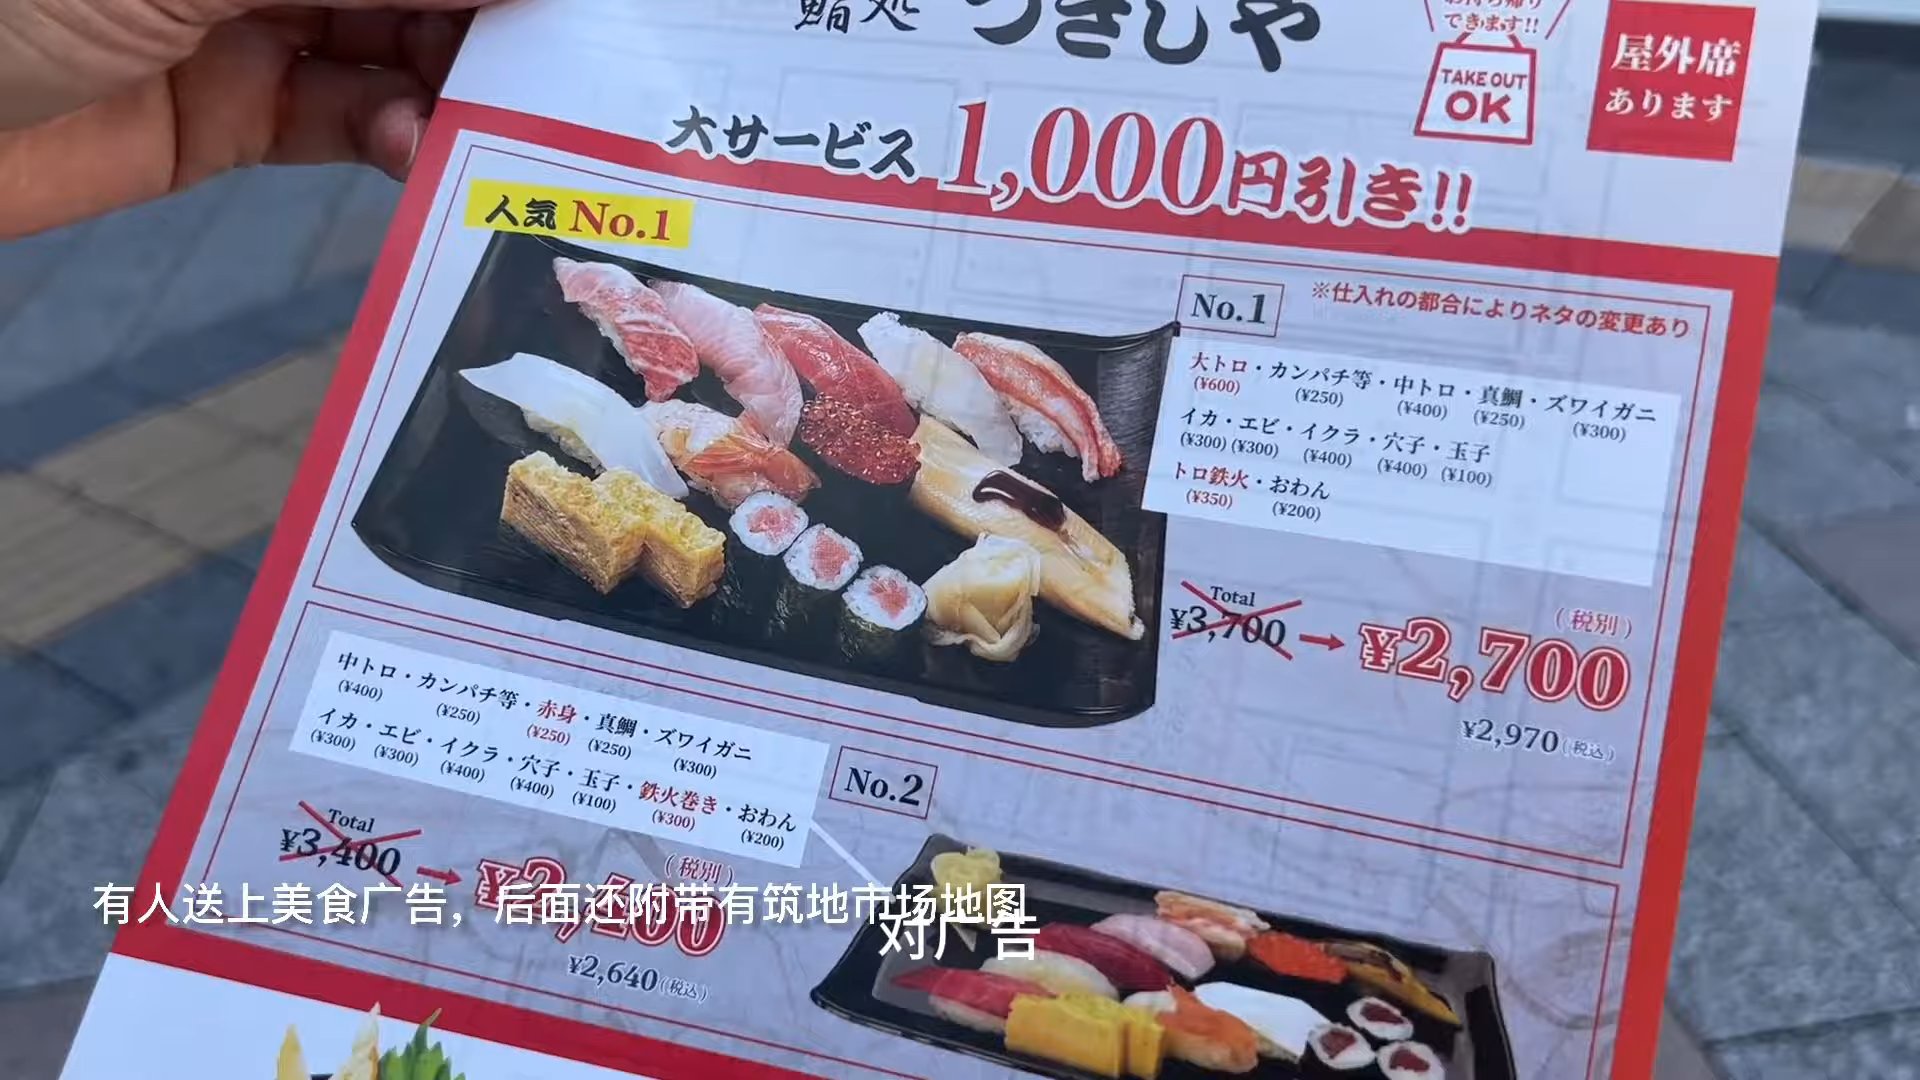 鮨処 つきじや
お持ち帰り
できます!!
TAKE OUT
OK
屋外席
あります
大サービス 1,000円引き!!
人気 No.1
No.1
※仕入れの都合によりネタの変更あり
大トロ・カンパチ等・中トロ・真鯛・ズワイガニ
(¥600) (¥250) (¥400) (¥250) (¥300)
イカ・エビ・イクラ・穴子・玉子
(¥300) (¥300) (¥400) (¥400) (¥100)
トロ鉄火・おわん
(¥350) (¥200)
Total
¥3,700 → ¥2,700
(税別)
¥2,970(税込)
中トロ・カンパチ等・赤身・真鯛・ズワイガニ
(¥400) (¥250) (¥250) (¥250) (¥300)
イカ・エビ・イクラ・穴子・玉子・鉄火巻き・おわん
(¥300) (¥300) (¥400) (¥400) (¥100) (¥300) (¥200)
No.2
Total
¥3,400 → ¥2,400
(税別)
¥2,640(税込)
有人送上美食广告，后面还附带有筑地市场地图
对广告